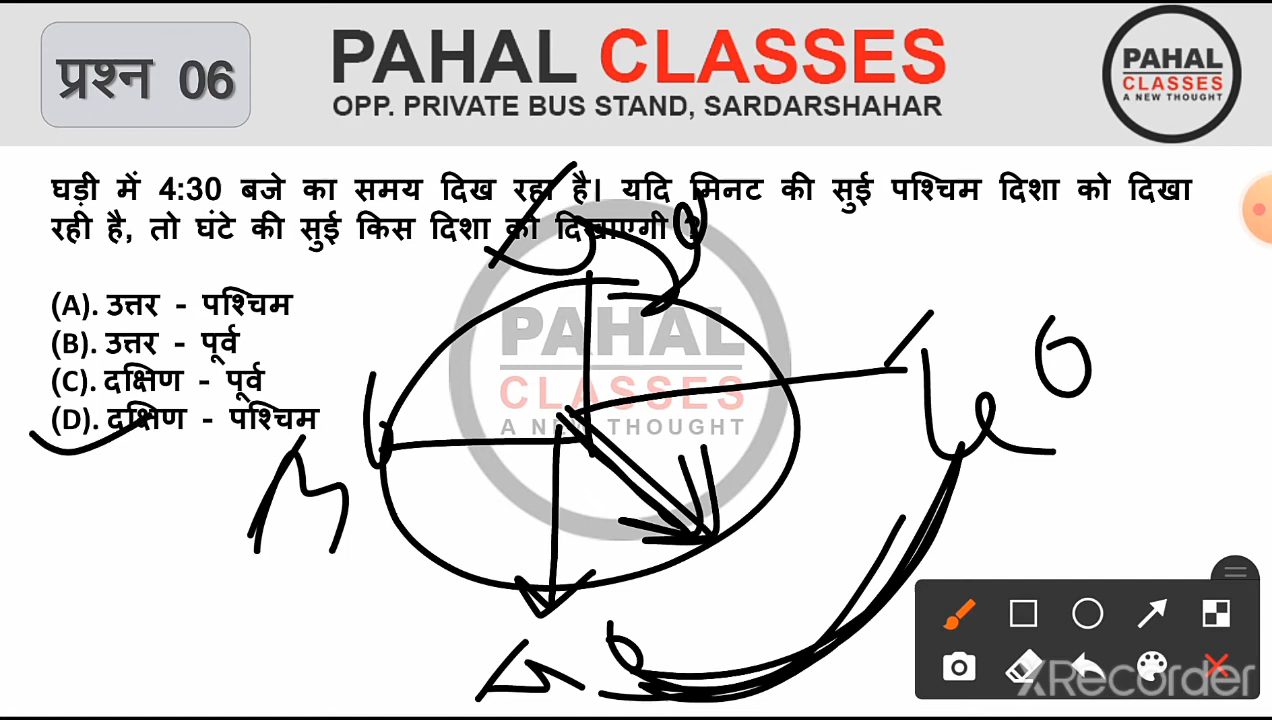 प्रश्न 06
PAHAL CLASSES
OPP. PRIVATE BUS STAND, SARDARSHAHAR
PAHAL
CLASSES
A NEW THOUGHT
घड़ी में 4:30 बजे का समय दिख रहा है। यदि मिनट की सुई पश्चिम दिशा को दिखा
रही है, तो घंटे की सुई किस दिशा को दिखाएगी ?
(A). उत्तर - पश्चिम
(B). उत्तर - पूर्व
(C). दक्षिण - पूर्व
(D). दक्षिण - पश्चिम
PAHAL
CLASSES
A NEW THOUGHT
XRecorder